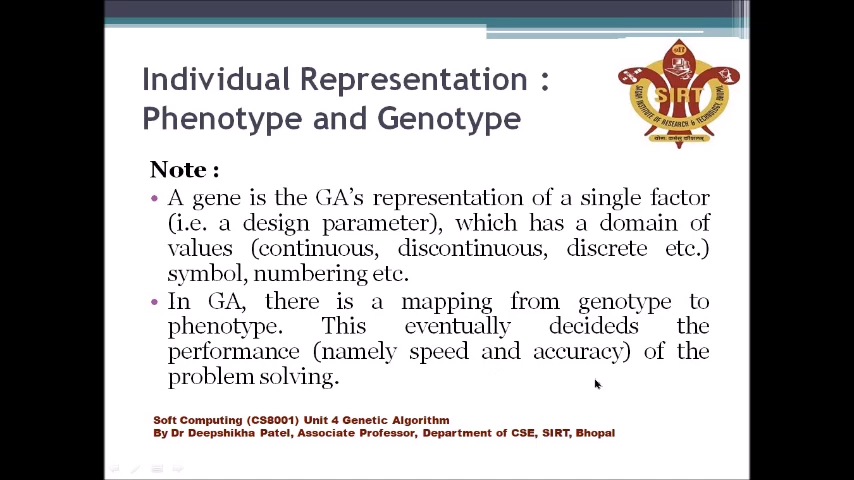 Individual Representation :
Phenotype and Genotype
SIRT
Note :
• A gene is the GA's representation of a single factor
(i.e. a design parameter), which has a domain of
values (continuous, discontinuous, discrete etc.)
symbol, numbering etc.
• In GA, there is a mapping from genotype to
phenotype. This eventually decideds the
performance (namely speed and accuracy) of the
problem solving.
Soft Computing (CS8001) Unit 4 Genetic Algorithm
By Dr Deepshikha Patel, Associate Professor, Department of CSE, SIRT, Bhopal